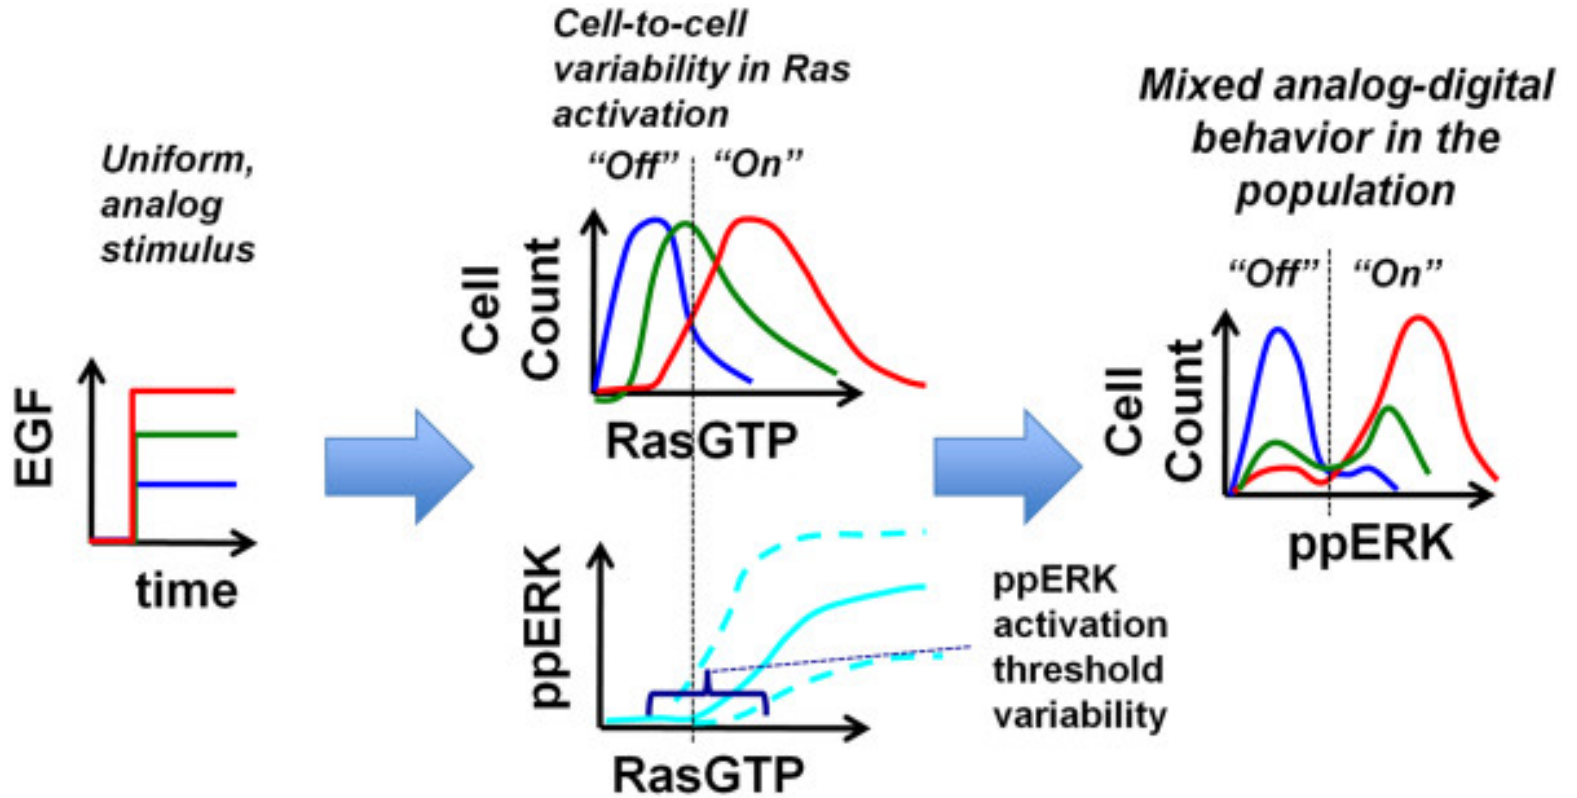 Uniform,
analog
stimulus
EGF
time
Cell-to-cell
variability in Ras
activation
“Off” “On”
Cell
Count
RasGTP
ppERK
RasGTP
ppERK
activation
threshold
variability
Mixed analog-digital
behavior in the
population
“Off” “On”
Cell
Count
ppERK